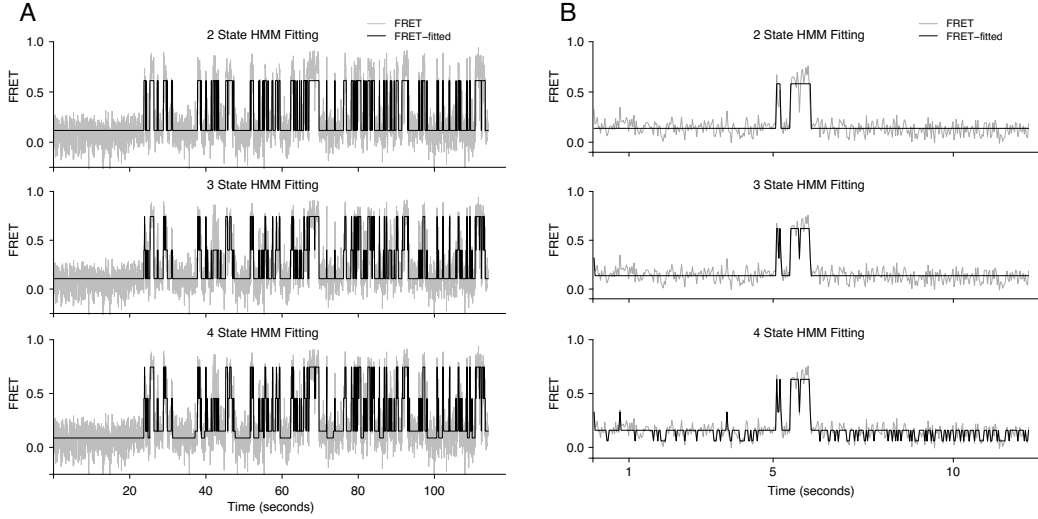 A
2 State HMM Fitting
FRET
FRET-fitted
FRET
1.0
0.5
0.0
3 State HMM Fitting
FRET
1.0
0.5
0.0
4 State HMM Fitting
FRET
1.0
0.5
0.0
20 40 60 80 100
Time (seconds)
B
2 State HMM Fitting
FRET
FRET-fitted
FRET
1.0
0.5
0.0
3 State HMM Fitting
FRET
1.0
0.5
0.0
4 State HMM Fitting
FRET
1.0
0.5
0.0
1 5 10
Time (seconds)